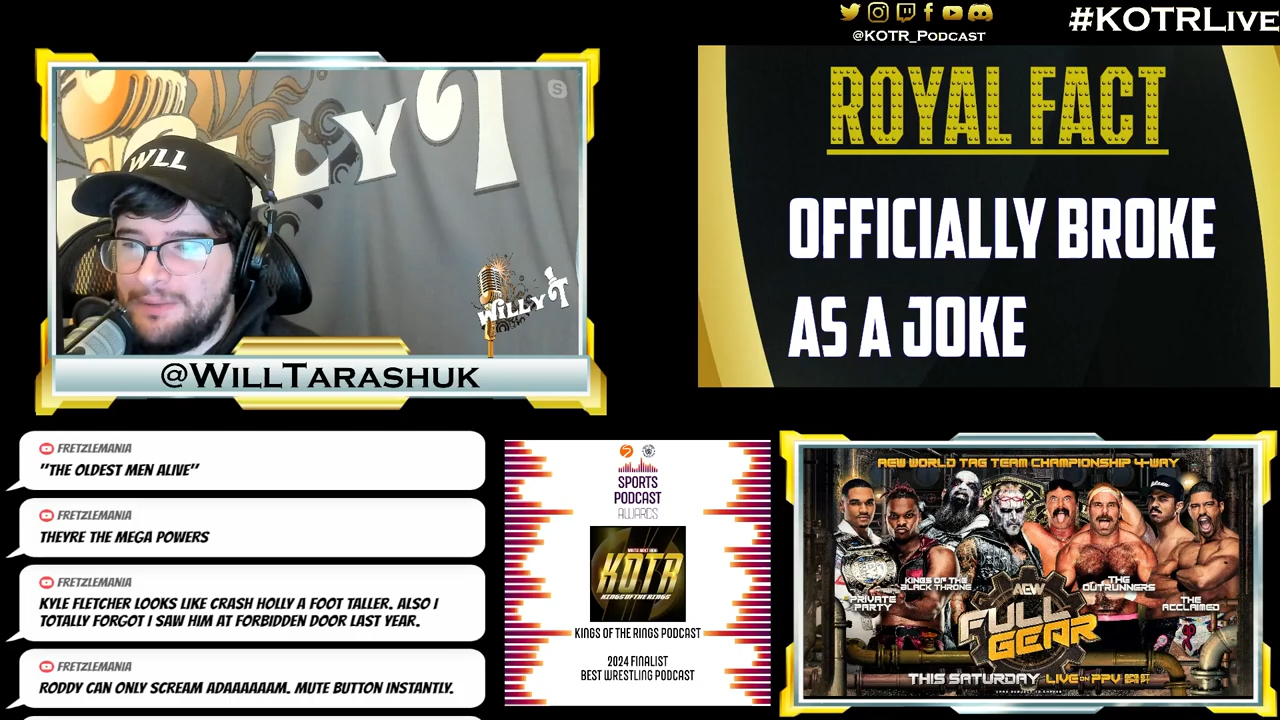 @KOTR_PODCAST
#KOTRLIVE
WILLY T
WLL
WILLY T
@WILLTARASHUK
ROYAL FACT
OFFICIALLY BROKE
AS A JOKE
FRETZLEMANIA
"THE OLDEST MEN ALIVE"
FRETZLEMANIA
THEYRE THE MEGA POWERS
FRETZLEMANIA
KYLE FLETCHER LOOKS LIKE CRASH HOLLY A FOOT TALLER. ALSO I
TOTALLY FORGOT I SAW HIM AT FORBIDDEN DOOR LAST YEAR.
FRETZLEMANIA
RODDY CAN ONLY SCREAM ADAAAAAAM. MUTE BUTTON INSTANTLY.
SPORTS
PODCAST
AWARDS
KOTR
KINGS OF THE RINGS
KINGS OF THE RINGS PODCAST
2024 FINALIST
BEST WRESTLING PODCAST
AEW WORLD TAG TEAM CHAMPIONSHIP 4-WAY
PRIVATE
PARTY
KINGS OF THE
BLACK THRONE
THE
OUTRUNNERS
THE
ACCLAIMED
AEW
FULL
GEAR
THIS SATURDAY LIVE ON PPV